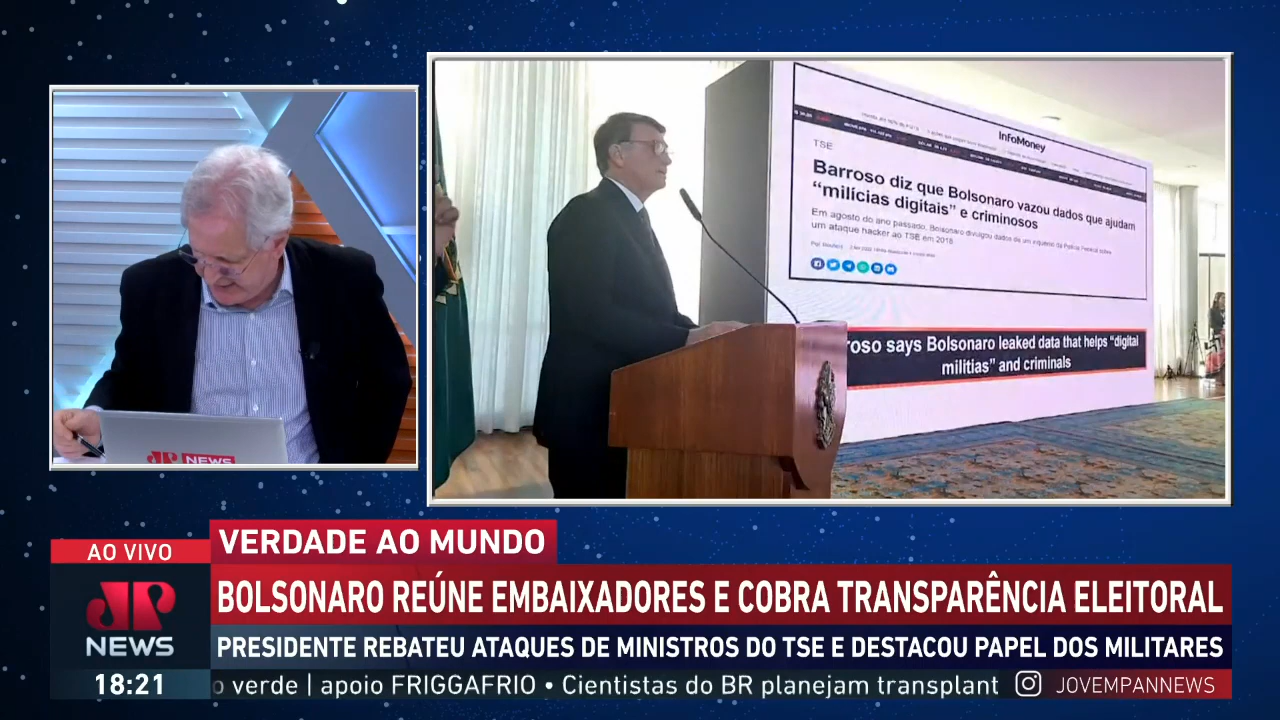 InfoMoney
TSE
Barroso diz que Bolsonaro vazou dados que ajudam
“milícias digitais” e criminosos
Em agosto do ano passado, Bolsonaro divulgou dados de um inquérito da Polícia Federal sobre
um ataque hacker ao TSE em 2018
roso says Bolsonaro leaked data that helps “digital
militias” and criminals
JP NEWS
VERDADE AO MUNDO
AO VIVO
BOLSONARO REÚNE EMBAIXADORES E COBRA TRANSPARÊNCIA ELEITORAL
JP
NEWS
PRESIDENTE REBATEU ATAQUES DE MINISTROS DO TSE E DESTACOU PAPEL DOS MILITARES
18:21 o verde | apoio FRIGGAFRIO • Cientistas do BR planejam transplant JOVEMPANNEWS